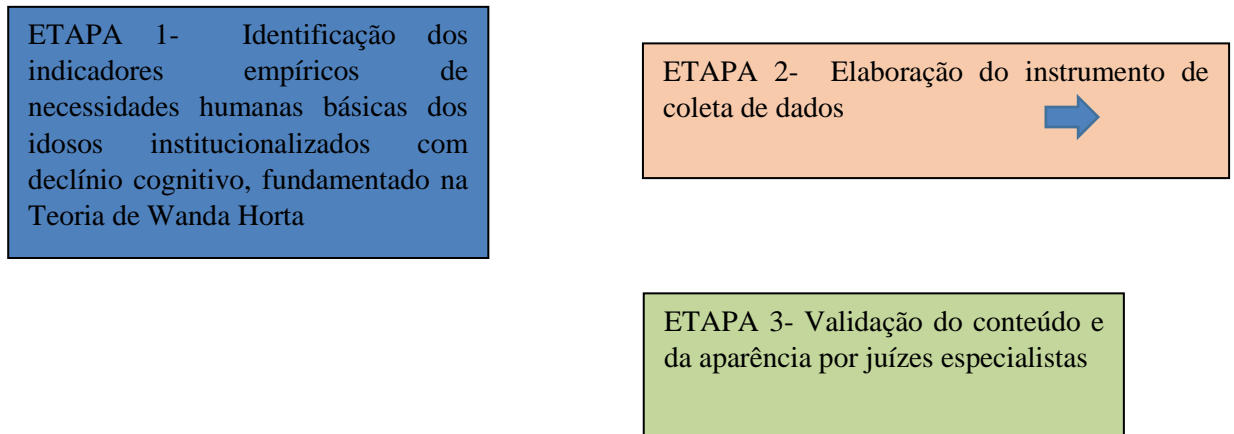 ETAPA 1- Identificação dos
indicadores empíricos de
necessidades humanas básicas dos
idosos institucionalizados com
declínio cognitivo, fundamentado na
Teoria de Wanda Horta
ETAPA 2- Elaboração do instrumento de
coleta de dados
ETAPA 3- Validação do conteúdo e
da aparência por juízes especialistas